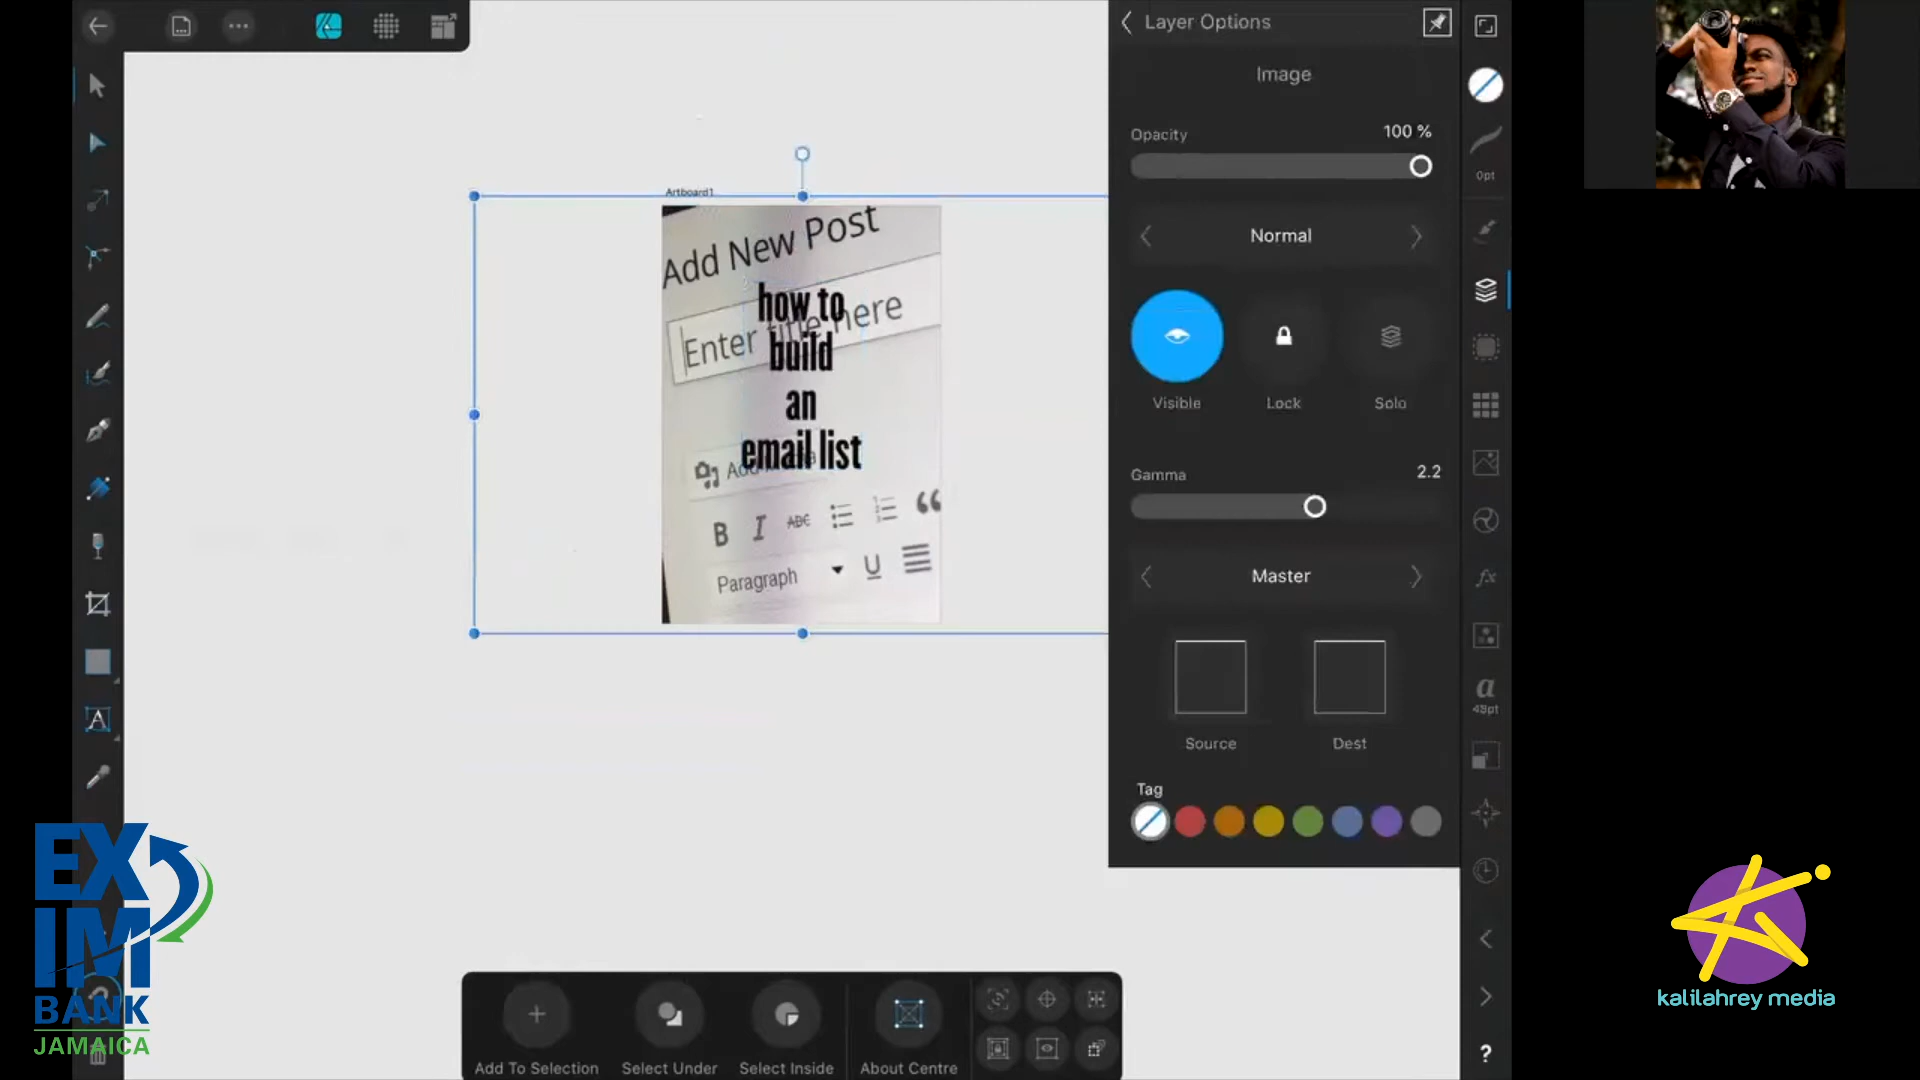 Layer Options
Image
Opacity
100 %
Normal
Visible
Lock
Solo
Gamma
2.2
Master
Source
Dest
Tag
0pt
a
Artboard1
Add New Post
Enter title here
how to
build
an
email list
B I ABC
Paragraph
U
A
Add To Selection
Select Under
Select Inside
About Centre
?
EX
IM
BANK
JAMAICA
kalilahrey media